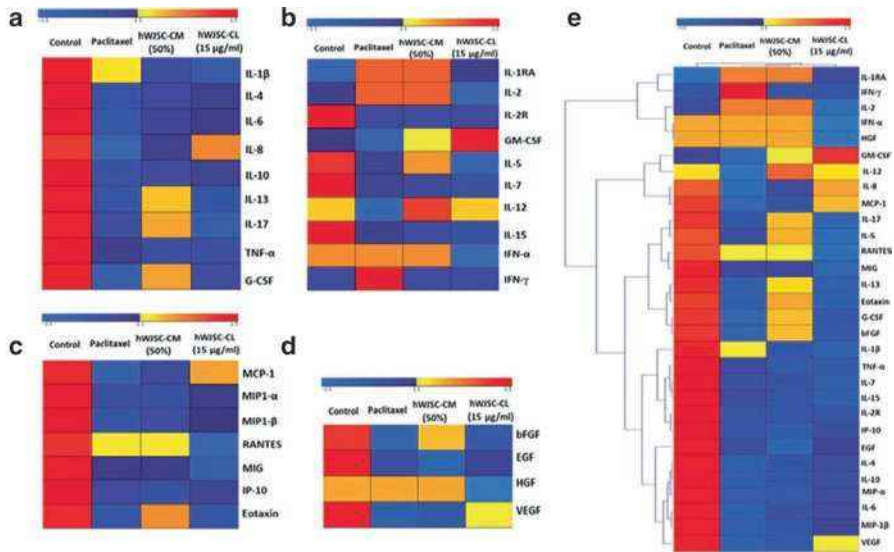 a
Control
Paclitaxel
hWJSC-CM
(50%)
hWJSC-CL
(15 µg/ml)
IL-1β
IL-4
IL-6
IL-8
IL-10
IL-13
IL-17
TNF-α
G-CSF
b
Control
Paclitaxel
hWJSC-CM
(50%)
hWJSC-CL
(15 µg/ml)
IL-1RA
IL-2
IL-2R
GM-CSF
IL-5
IL-7
IL-12
IL-15
IFN-α
IFN-γ
c
Control
Paclitaxel
hWJSC-CM
(50%)
hWJSC-CL
(15 µg/ml)
MCP-1
MIP1-α
MIP1-β
RANTES
MIG
IP-10
Eotaxin
d
Control
Paclitaxel
hWJSC-CM
(50%)
hWJSC-CL
(15 µg/ml)
bFGF
EGF
HGF
VEGF
e
Control
Paclitaxel
hWJSC-CM
(50%)
hWJSC-CL
(15 µg/ml)
IL-1RA
IFN-γ
IL-2
IFN-α
HGF
GM-CSF
IL-12
IL-8
MCP-1
IL-17
IL-5
RANTES
MIG
IL-13
Eotaxin
G-CSF
bFGF
IL-1β
TNF-α
IL-7
IL-15
IL-2R
IP-10
EGF
IL-4
IL-10
MIP-α
IL-6
MIP-1β
VEGF